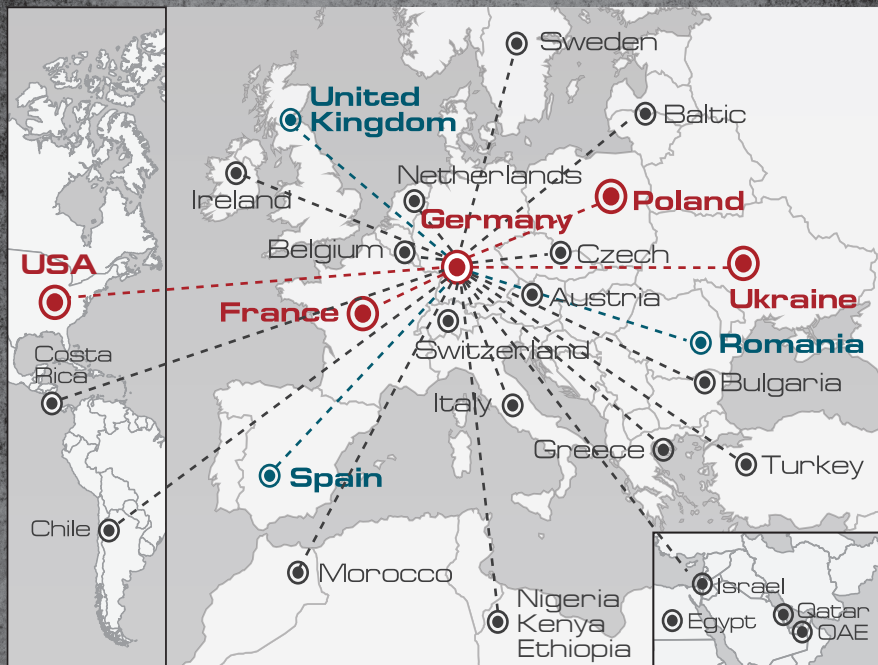 Sweden
United
Kingdom
Baltic
Ireland
Netherlands
Poland
Germany
Belgium
Czech
USA
Ukraine
France
Austria
Romania
Switzerland
Costa
Rica
Bulgaria
Italy
Greece
Turkey
Spain
Chile
Morocco
Nigeria
Kenya
Ethiopia
Israel
Egypt
Qatar
OAE